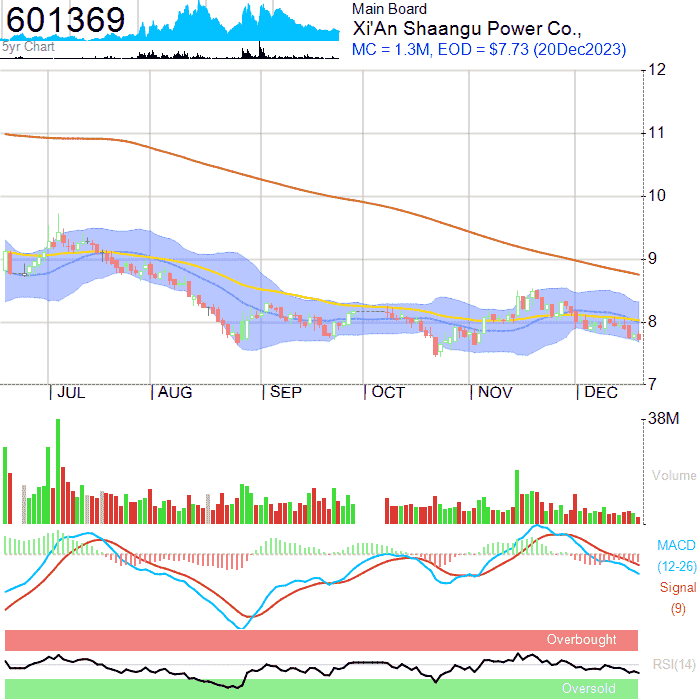 601369
5yr Chart
Main Board
Xi'An Shaangu Power Co.,
MC = 1.3M, EOD = $7.73 (20Dec2023)
12
11
10
9
8
7
JUL AUG SEP OCT NOV DEC
38M
Volume
MACD
(12-26)
Signal
(9)
Overbought
RSI(14)
Oversold